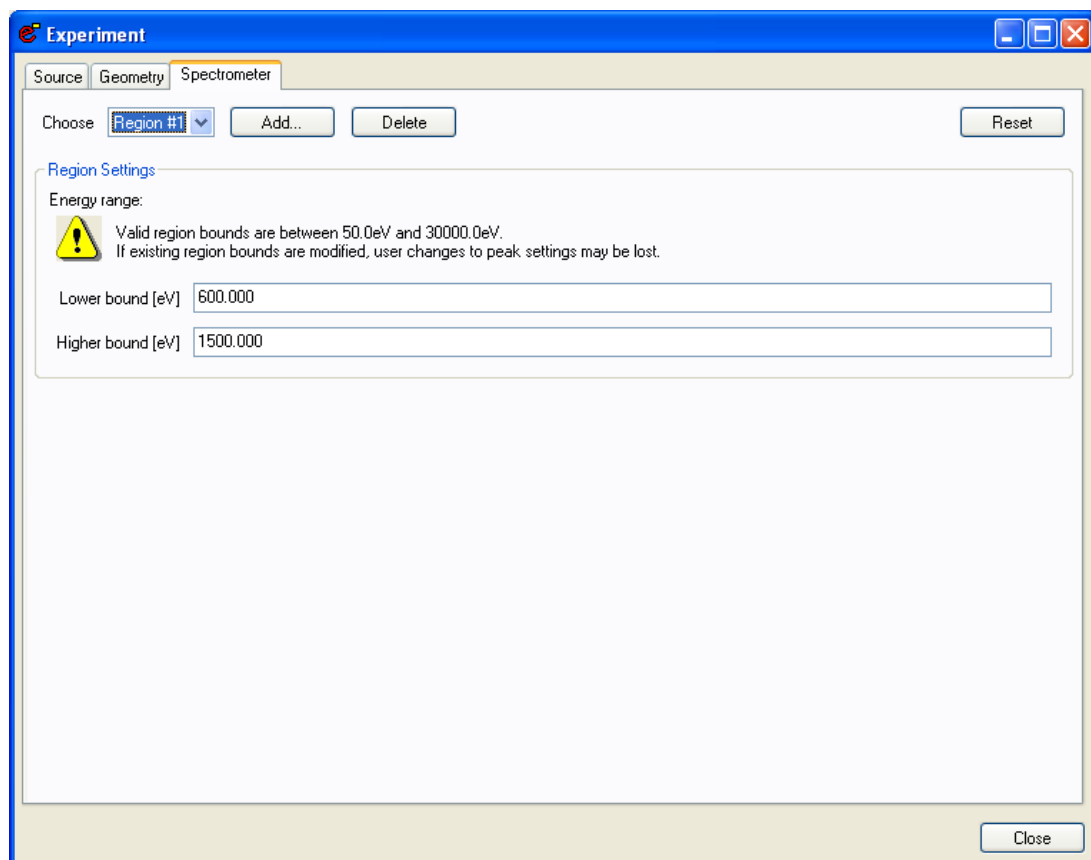 Experiment
Source Geometry Spectrometer
Choose Region #1 Add... Delete Reset
Region Settings
Energy range:
Valid region bounds are between 50.0eV and 30000.0eV.
If existing region bounds are modified, user changes to peak settings may be lost.
Lower bound [eV] 600.000
Higher bound [eV] 1500.000
Close